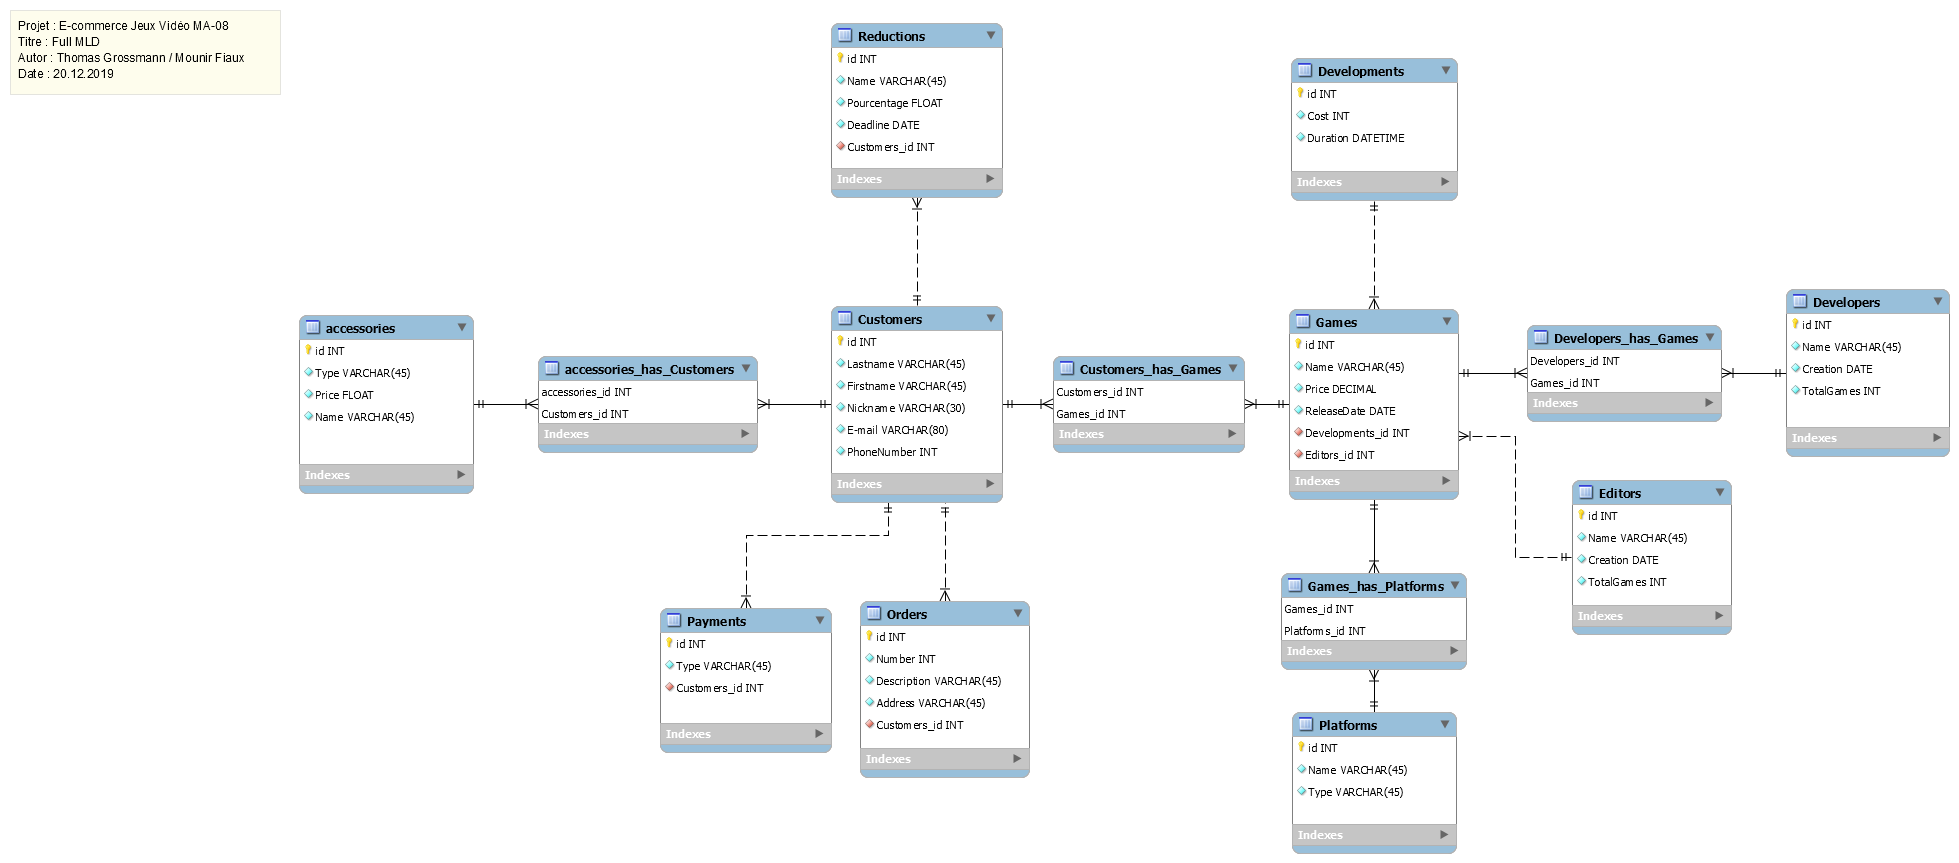 Projet : E-commerce Jeux Vidéo MA-08
Titre : Full MLD
Autor : Thomas Grossmann / Mounir Fiaux
Date : 20.12.2019
Reductions
id INT
Name VARCHAR(45)
Pourcentage FLOAT
Deadline DATE
Customers_id INT
Indexes
Developments
id INT
Cost INT
Duration DATETIME
Indexes
accessories
id INT
Type VARCHAR(45)
Price FLOAT
Name VARCHAR(45)
Indexes
accessories_has_Customers
accessories_id INT
Customers_id INT
Indexes
Customers
id INT
Lastname VARCHAR(45)
Firstname VARCHAR(45)
Nickname VARCHAR(30)
E-mail VARCHAR(80)
PhoneNumber INT
Indexes
Customers_has_Games
Customers_id INT
Games_id INT
Indexes
Games
id INT
Name VARCHAR(45)
Price DECIMAL
ReleaseDate DATE
Developments_id INT
Editors_id INT
Indexes
Developers_has_Games
Developers_id INT
Games_id INT
Indexes
Developers
id INT
Name VARCHAR(45)
Creation DATE
TotalGames INT
Indexes
Editors
id INT
Name VARCHAR(45)
Creation DATE
TotalGames INT
Indexes
Payments
id INT
Type VARCHAR(45)
Customers_id INT
Indexes
Orders
id INT
Number INT
Description VARCHAR(45)
Address VARCHAR(45)
Customers_id INT
Indexes
Games_has_Platforms
Games_id INT
Platforms_id INT
Indexes
Platforms
id INT
Name VARCHAR(45)
Type VARCHAR(45)
Indexes